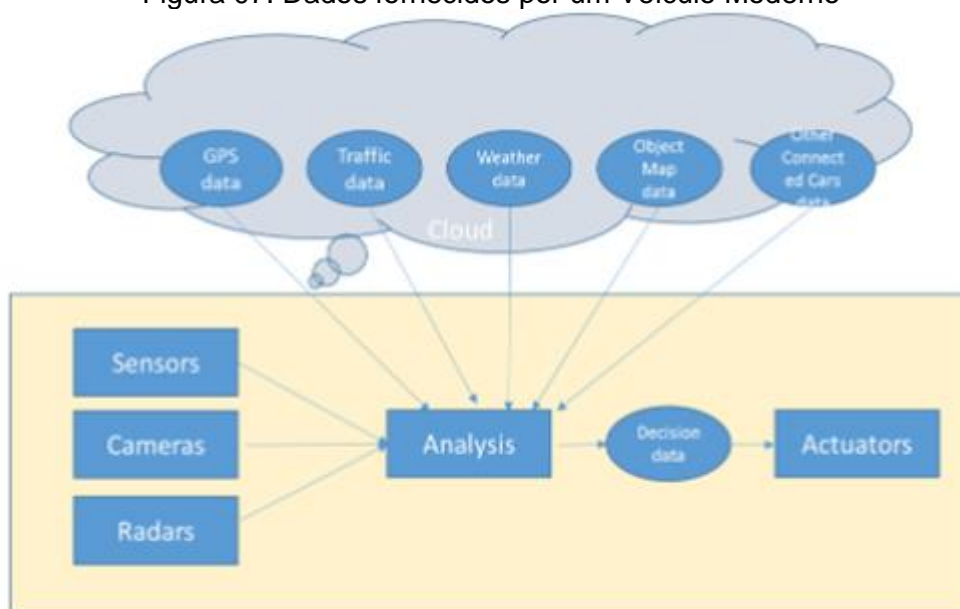 Figura 07: Dados fornecidos por um Veículo Moderno
GPS
data
Traffic
data
Weather
data
Object
Map
data
Other
Connect
ed Cars
data
Cloud
Sensors
Cameras
Radars
Analysis
Decision
data
Actuators